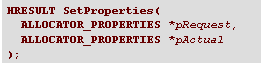 HRESULT SetProperties(
ALLOCATOR_PROPERTIES *pRequest,
ALLOCATOR_PROPERTIES *pActual
);